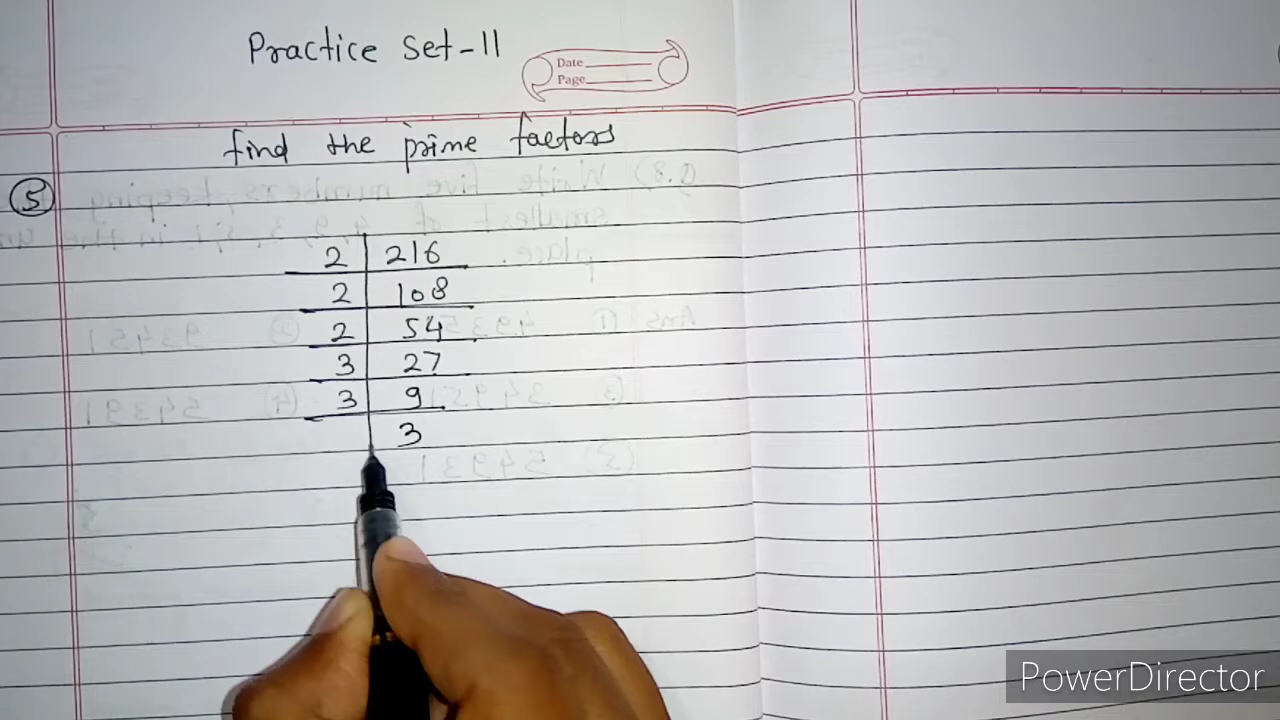 Practice Set-11
Date
Page
find the prime factors
5
2 216
2 108
2 54
3 27
3 9
3
PowerDirector